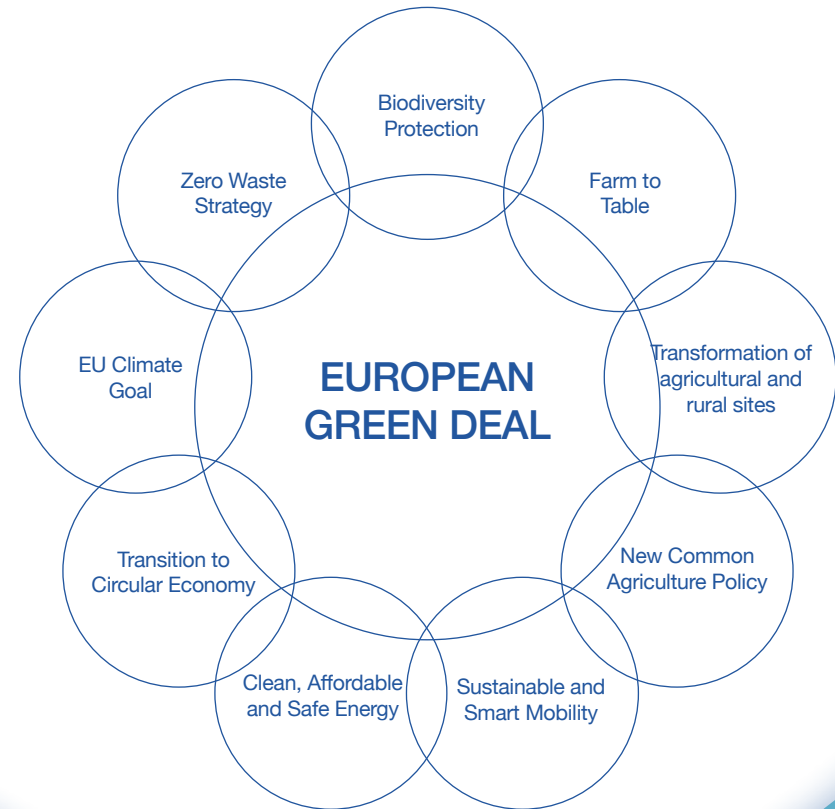 Biodiversity
Protection
Farm to
Table
Transformation of
agricultural and
rural sites
New Common
Agriculture Policy
Sustainable and
Smart Mobility
Clean, Affordable
and Safe Energy
Transition to
Circular Economy
EU Climate
Goal
Zero Waste
Strategy
EUROPEAN
GREEN DEAL